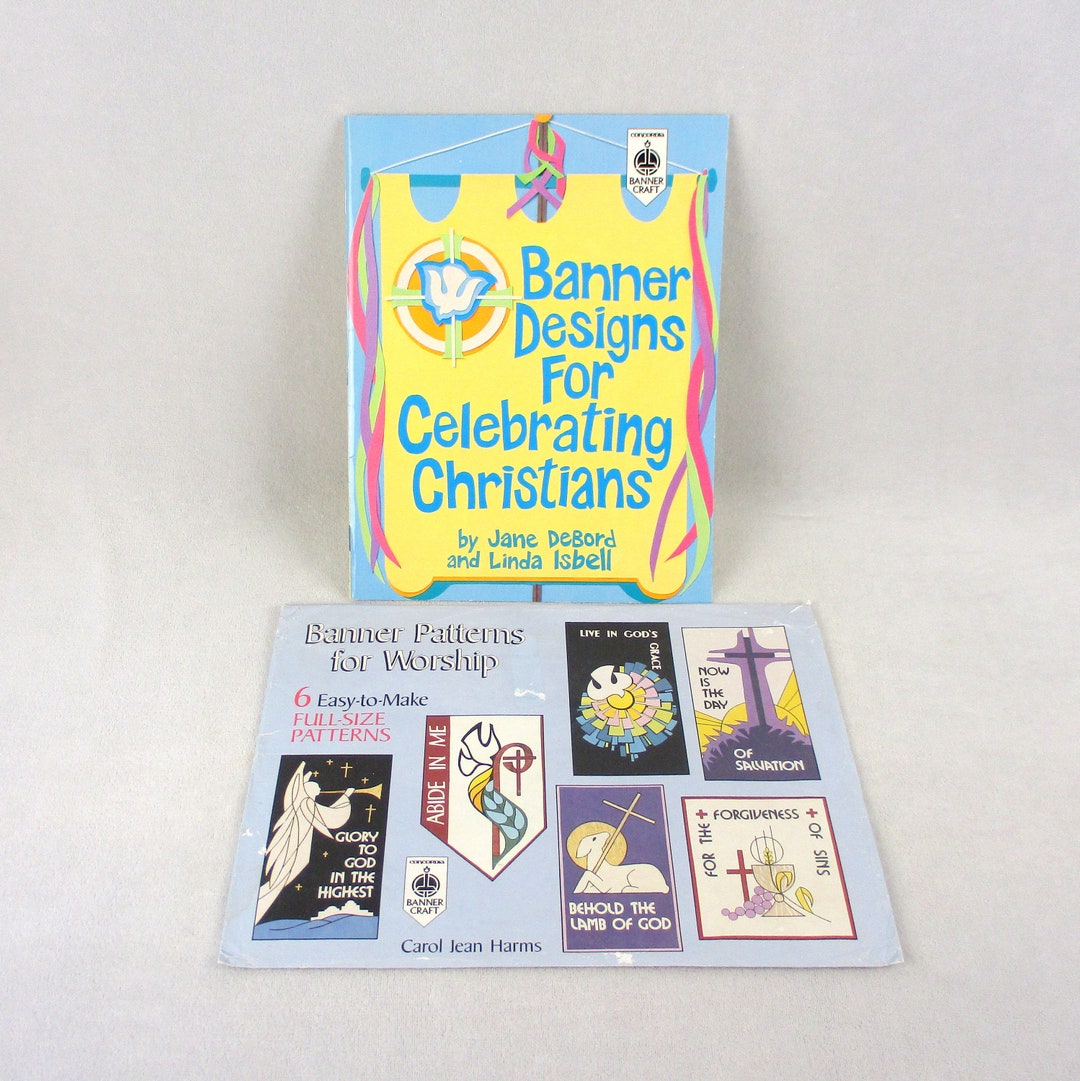 BANNER
CRAFT
Banner
Designs
For
Celebrating
Christians
by Jane DeBord
and Linda Isbell
Banner Patterns
for Worship
6 Easy-to-Make
FULL-SIZE
PATTERNS
LIVE IN GOD'S
GRACE
NOW
IS
THE
DAY
OF
SALVATION
ABIDE IN ME
GLORY
TO
GOD
IN THE
HIGHEST
BEHOLD THE
LAMB OF GOD
FOR THE
FORGIVENESS
OF SINS
BANNER
CRAFT
Carol Jean Harms